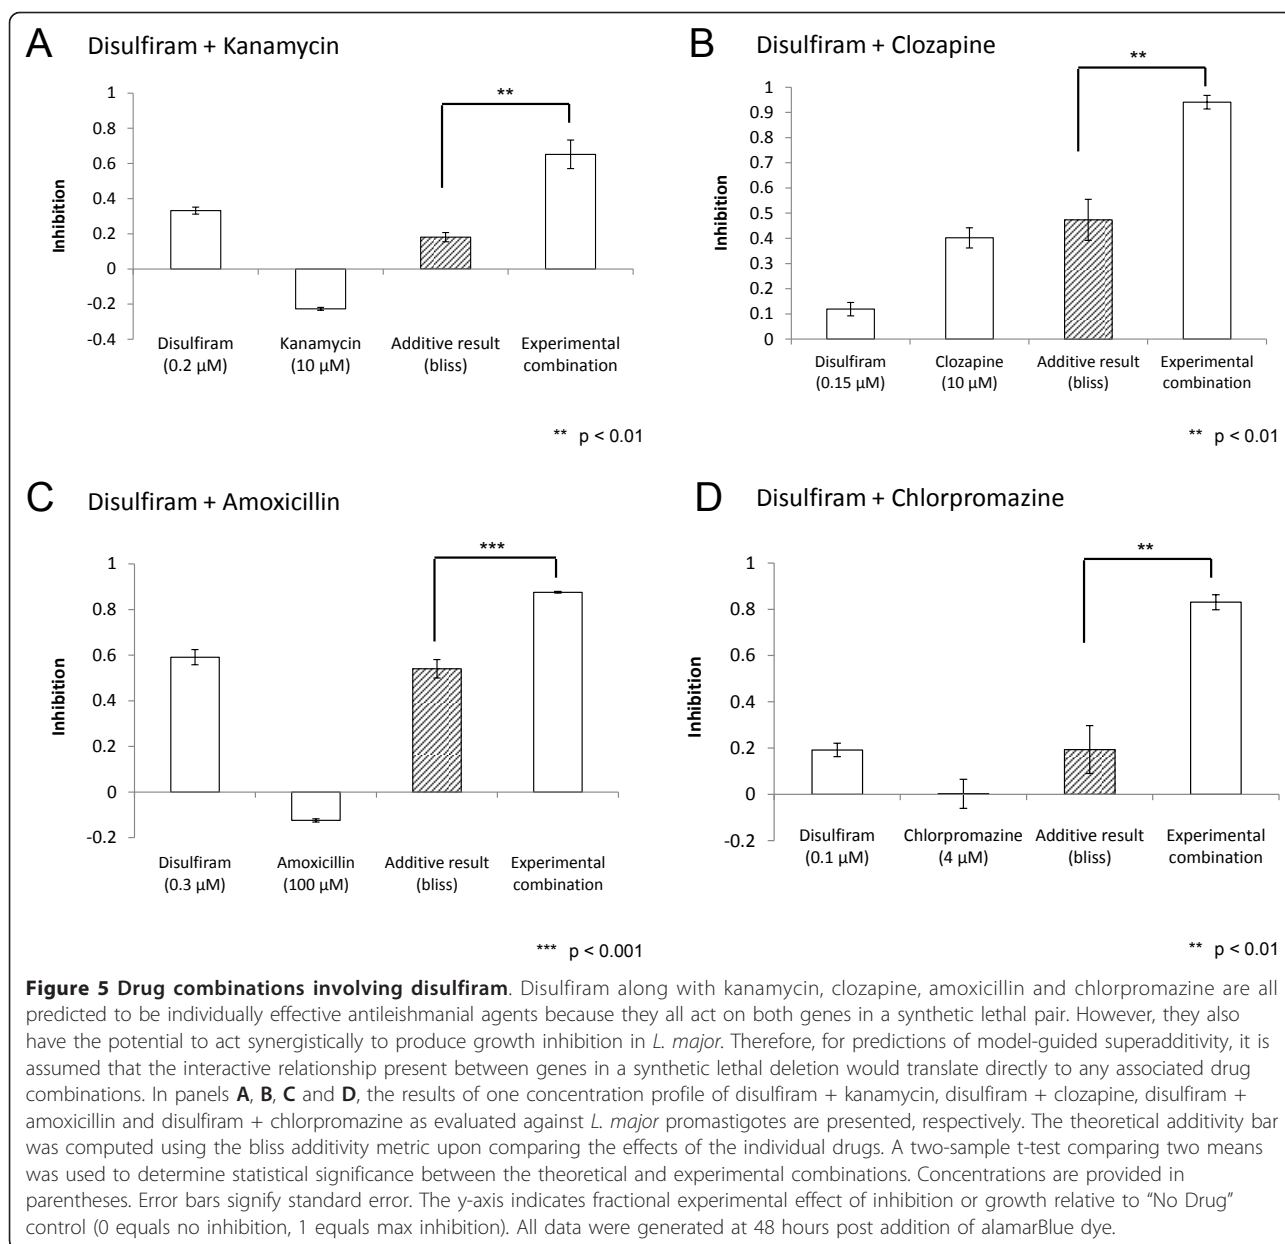 A Disulfiram + Kanamycin
**
1
0.8
0.6
0.4
0.2
0
-0.2
-0.4
Inhibition
Disulfiram Kanamycin Additive result Experimental
(0.2 µM) (10 µM) (bliss) combination
** p < 0.01
B Disulfiram + Clozapine
**
1
0.9
0.8
0.7
0.6
0.5
0.4
0.3
0.2
0.1
0
Inhibition
Disulfiram Clozapine Additive result Experimental
(0.15 µM) (10 µM) (bliss) combination
** p < 0.01
C Disulfiram + Amoxicillin
***
1
0.8
0.6
0.4
0.2
0
-0.2
Inhibition
Disulfiram Amoxicillin Additive result Experimental
(0.3 µM) (100 µM) (bliss) combination
*** p < 0.001
D Disulfiram + Chlorpromazine
**
1
0.8
0.6
0.4
0.2
0
-0.2
Inhibition
Disulfiram Chlorpromazine Additive result Experimental
(0.1 µM) (4 µM) (bliss) combination
** p < 0.01
Figure 5 Drug combinations involving disulfiram. Disulfiram along with kanamycin, clozapine, amoxicillin and chlorpromazine are all
predicted to be individually effective antileishmanial agents because they all act on both genes in a synthetic lethal pair. However, they also
have the potential to act synergistically to produce growth inhibition in L. major. Therefore, for predictions of model-guided superadditivity, it is
assumed that the interactive relationship present between genes in a synthetic lethal deletion would translate directly to any associated drug
combinations. In panels A, B, C and D, the results of one concentration profile of disulfiram + kanamycin, disulfiram + clozapine, disulfiram +
amoxicillin and disulfiram + chlorpromazine as evaluated against L. major promastigotes are presented, respectively. The theoretical additivity bar
was computed using the bliss additivity metric upon comparing the effects of the individual drugs. A two-sample t-test comparing two means
was used to determine statistical significance between the theoretical and experimental combinations. Concentrations are provided in
parentheses. Error bars signify standard error. The y-axis indicates fractional experimental effect of inhibition or growth relative to “No Drug”
control (0 equals no inhibition, 1 equals max inhibition). All data were generated at 48 hours post addition of alamarBlue dye.